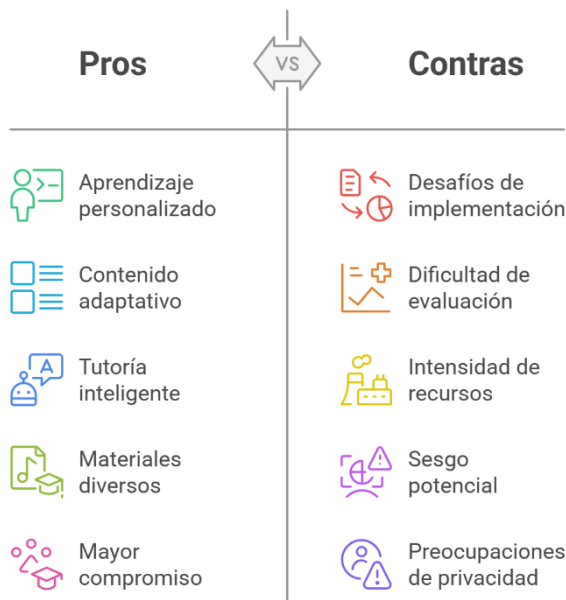 Pros
VS
Contras
Aprendizaje
personalizado
Desafíos de
implementación
Contenido
adaptativo
Dificultad de
evaluación
A
Tutoría
inteligente
Intensidad de
recursos
Materiales
diversos
Sesgo
potencial
Mayor
compromiso
Preocupaciones
de privacidad